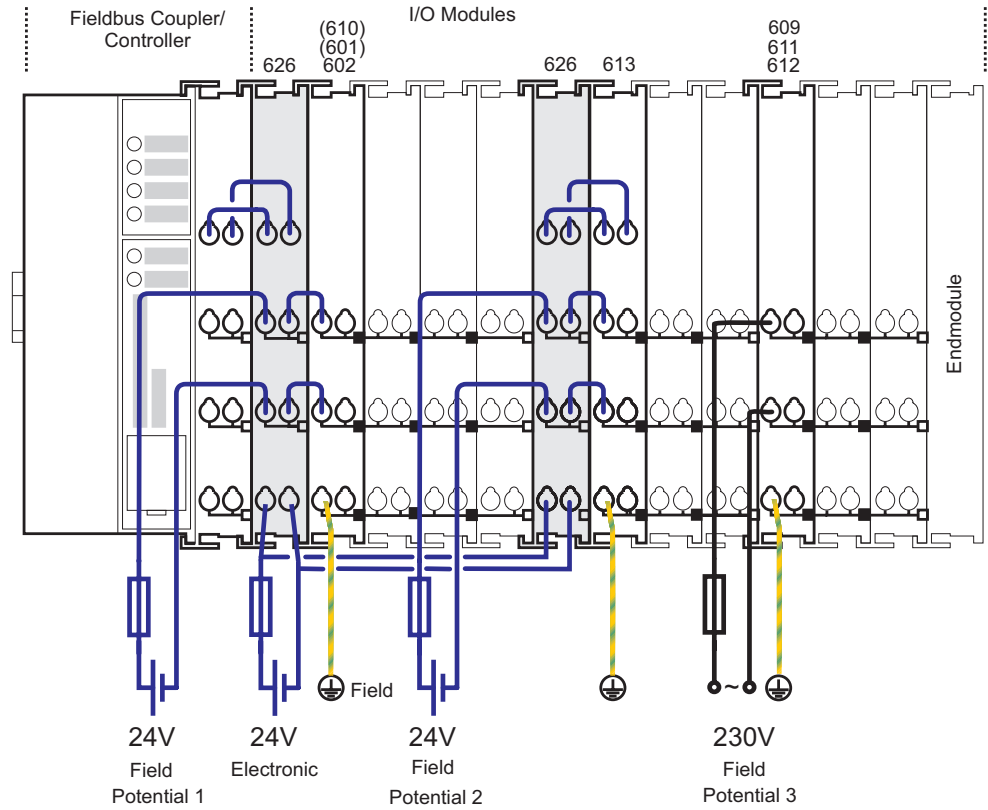 Fieldbus Coupler/
Controller
I/O Modules
626
(610)
(601)
602
626
613
609
611
612
Endmodule
Field
~
24V
Field
Potential 1
24V
Electronic
24V
Field
Potential 2
230V
Field
Potential 3